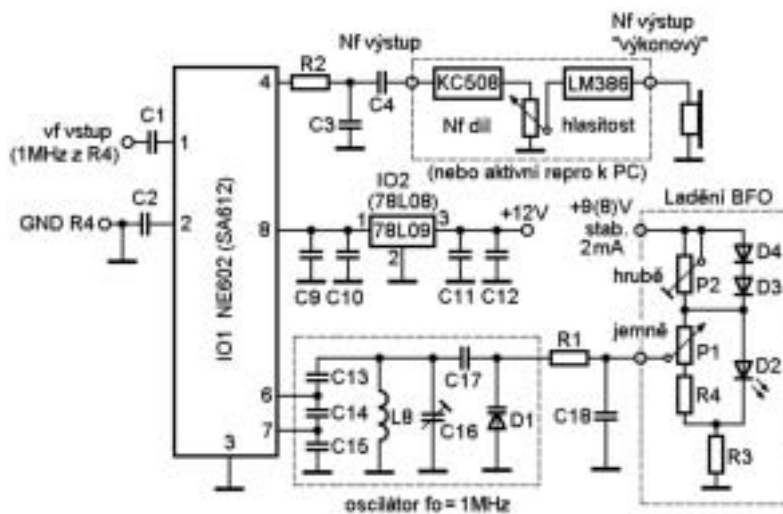 Nf výstup
Nf výstup
"výkonový"
4
R2
C4
KC508
LM386
C1
C3
Nf díl
hlasitost
vf vstup
(1MHz z R4)
1
(nebo aktivní repro k PC)
C2
GND R4
2
IO1 NE602 (SA612)
IO2
(78L08)
8
1
78L09
3
2
+12V
C9
C10
C11
C12
Ladění BFO
+9(8)V
stab.
2mA
D4
hrubě
P2
D3
jemně
P1
R1
D2
C13
C17
6
C14
L8
C16
D1
C18
R4
7
C15
3
R3
oscilátor fo = 1MHz